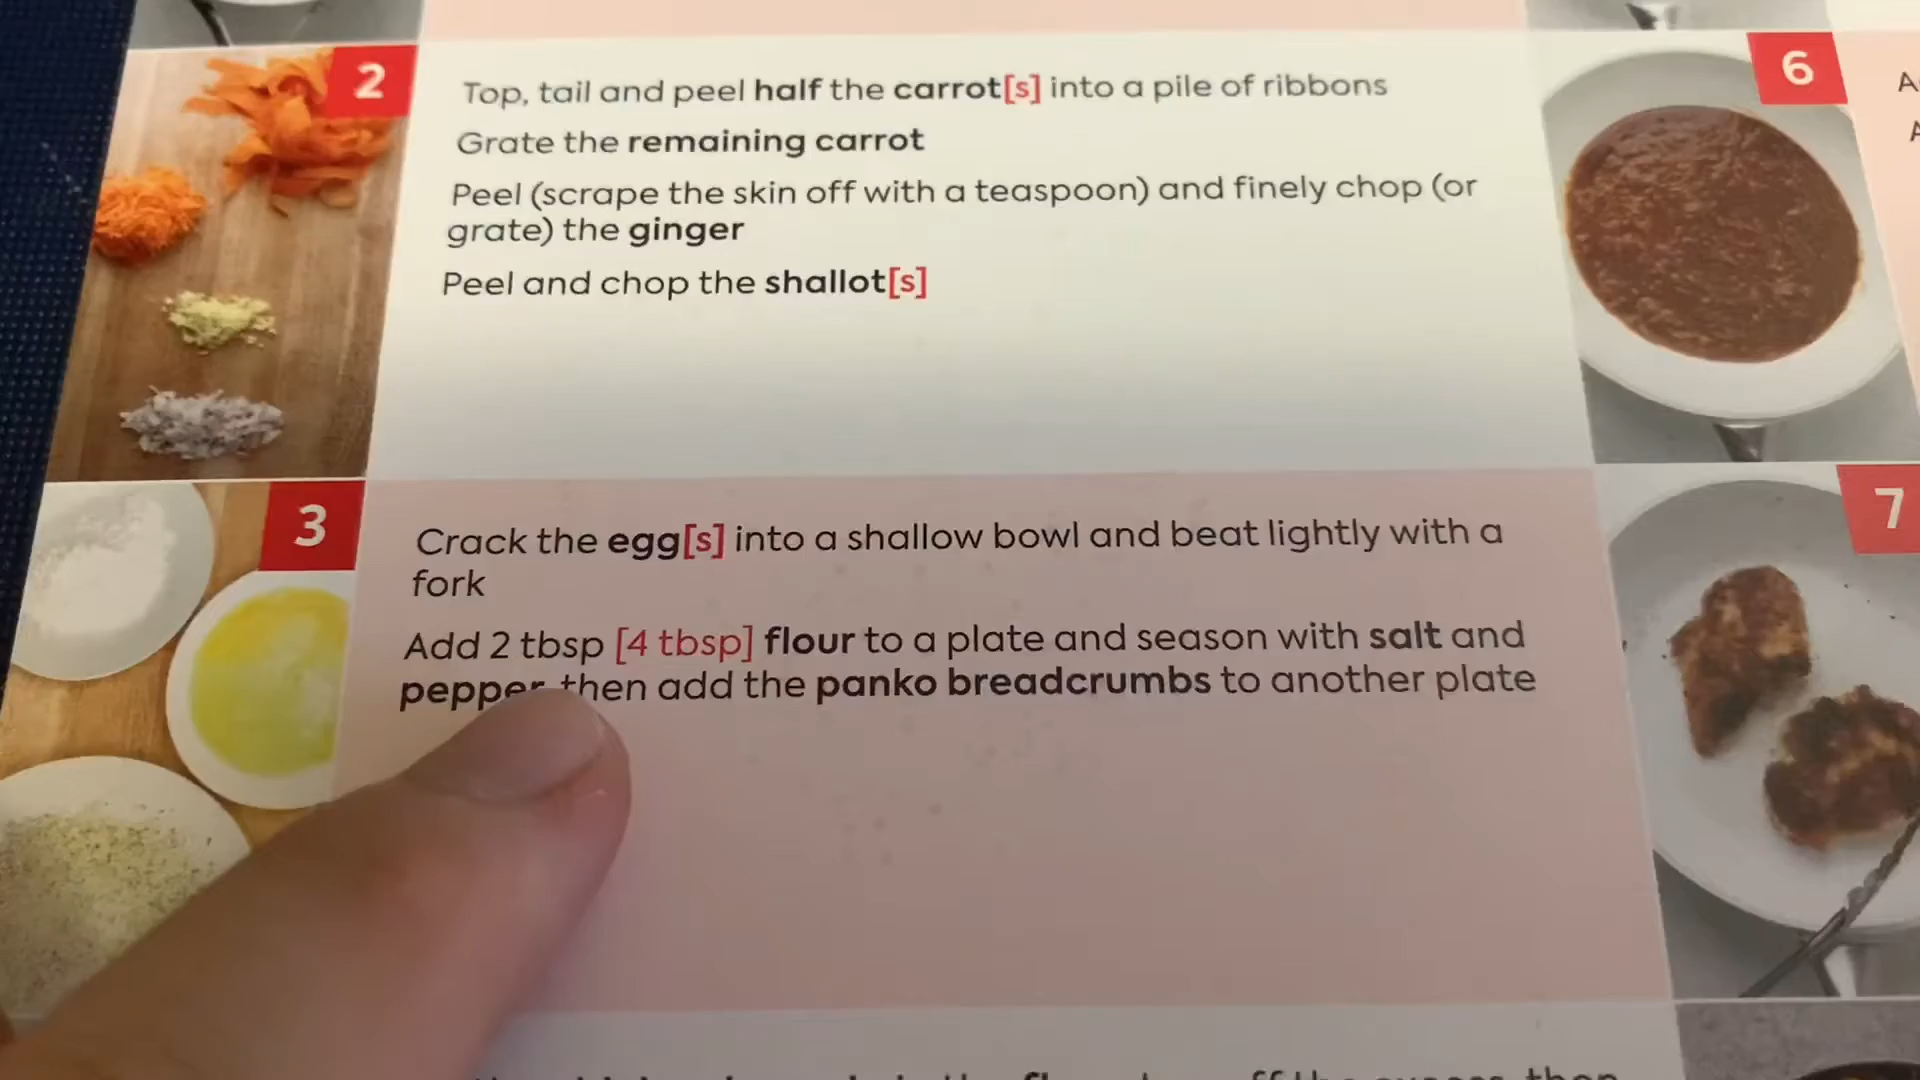 2
Top, tail and peel half the carrot[s] into a pile of ribbons
Grate the remaining carrot
Peel (scrape the skin off with a teaspoon) and finely chop (or
grate) the ginger
Peel and chop the shallot[s]
3
Crack the egg[s] into a shallow bowl and beat lightly with a
fork
Add 2 tbsp [4 tbsp] flour to a plate and season with salt and
pepper then add the panko breadcrumbs to another plate
6
7